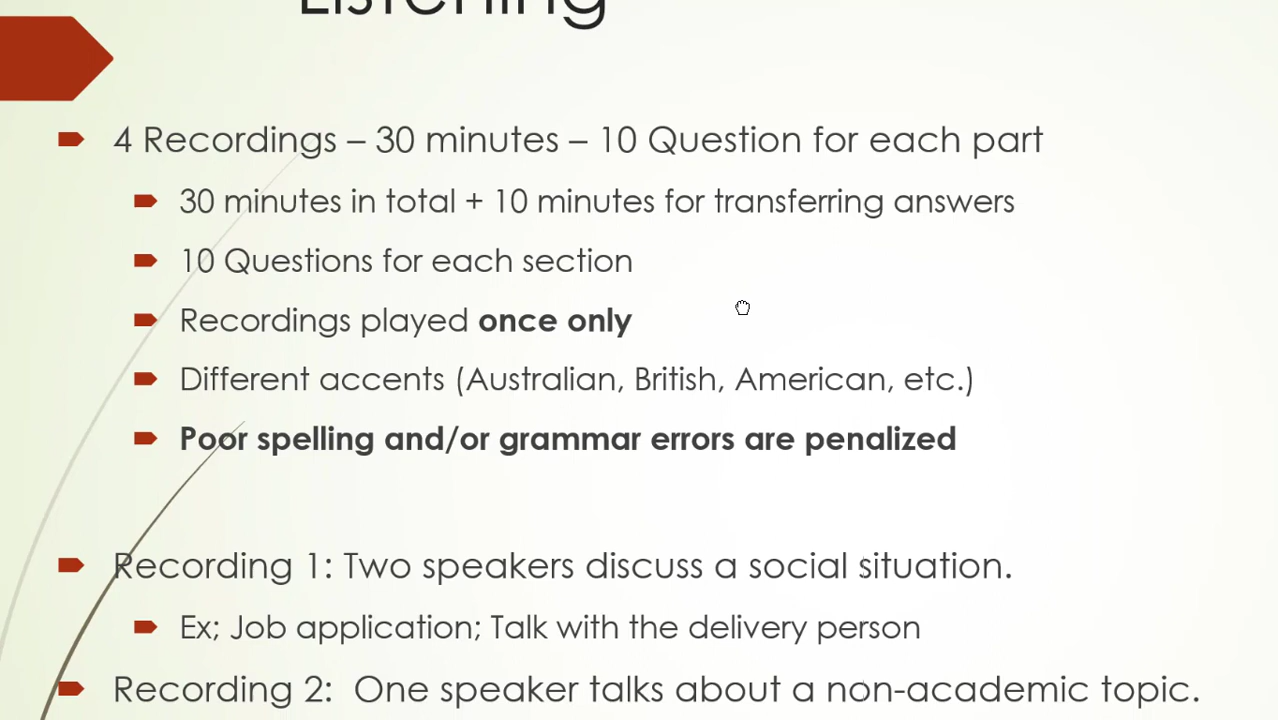 Listening
4 Recordings – 30 minutes – 10 Question for each part
30 minutes in total + 10 minutes for transferring answers
10 Questions for each section
Recordings played once only
Different accents (Australian, British, American, etc.)
Poor spelling and/or grammar errors are penalized
Recording 1: Two speakers discuss a social situation.
Ex; Job application; Talk with the delivery person
Recording 2: One speaker talks about a non-academic topic.